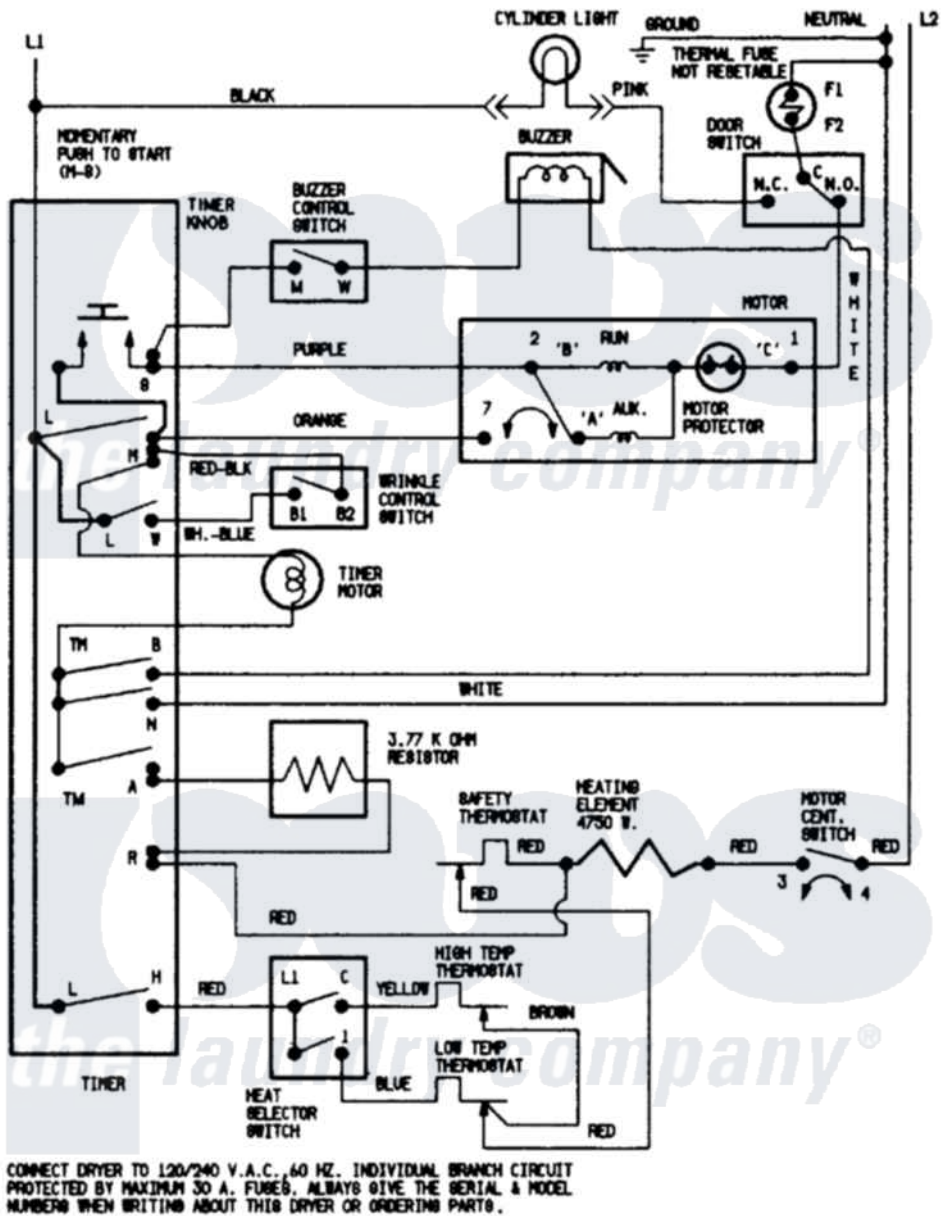 CYLINDER LIGHT
GROUND
NEUTRAL
L2
L1
THERMAL FUSE
NOT RESETABLE
BLACK
PINK
F1
F2
MOMENTARY
PUSH TO START
(M-S)
BUZZER
DOOR
SWITCH
TIMER
KNOB
BUZZER
CONTROL
SWITCH
N.C.
C
N.O.
M
W
WHITE
MOTOR
PURPLE
2
'B'
RUN
'C'
1
S
L
ORANGE
7
'A'
AUX.
MOTOR
PROTECTOR
M
RED-BLK
WRINKLE
CONTROL
SWITCH
B1
B2
L
W
WH.-BLUE
TIMER
MOTOR
TM
B
WHITE
N
3.77 K OHM
RESISTOR
TM
A
SAFETY
THERMOSTAT
HEATING
ELEMENT
4750 W.
MOTOR
CENT.
SWITCH
RED
RED
RED
R
RED
3
4
RED
HIGH TEMP
THERMOSTAT
L
H
RED
L1
C
YELLOW
BROWN
1
LOW TEMP
THERMOSTAT
TIMER
BLUE
HEAT
SELECTOR
SWITCH
RED
CONNECT DRYER TO 120/240 V.A.C.,60 HZ. INDIVIDUAL BRANCH CIRCUIT
PROTECTED BY MAXIMUM 30 A. FUSES. ALWAYS GIVE THE SERIAL & MODEL
NUMBERS WHEN WRITING ABOUT THIS DRYER OR ORDERING PARTS.
the laundry company®
the laundry company®